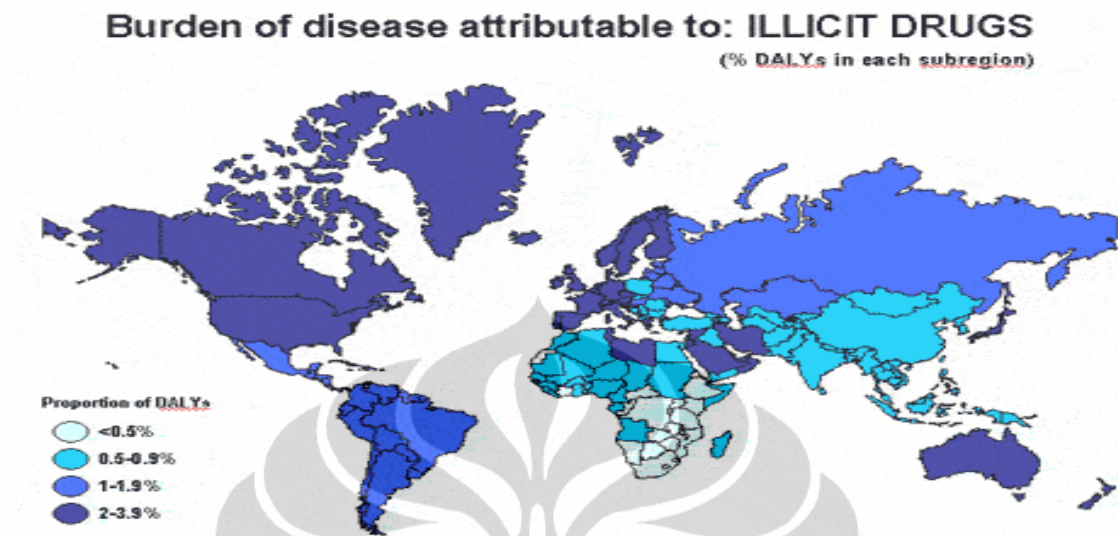 Burden of disease attributable to: ILLICIT DRUGS
(% DALYs in each subregion)
Proportion of DALYs
<0.5%
0.5-0.9%
1-1.9%
2-3.9%